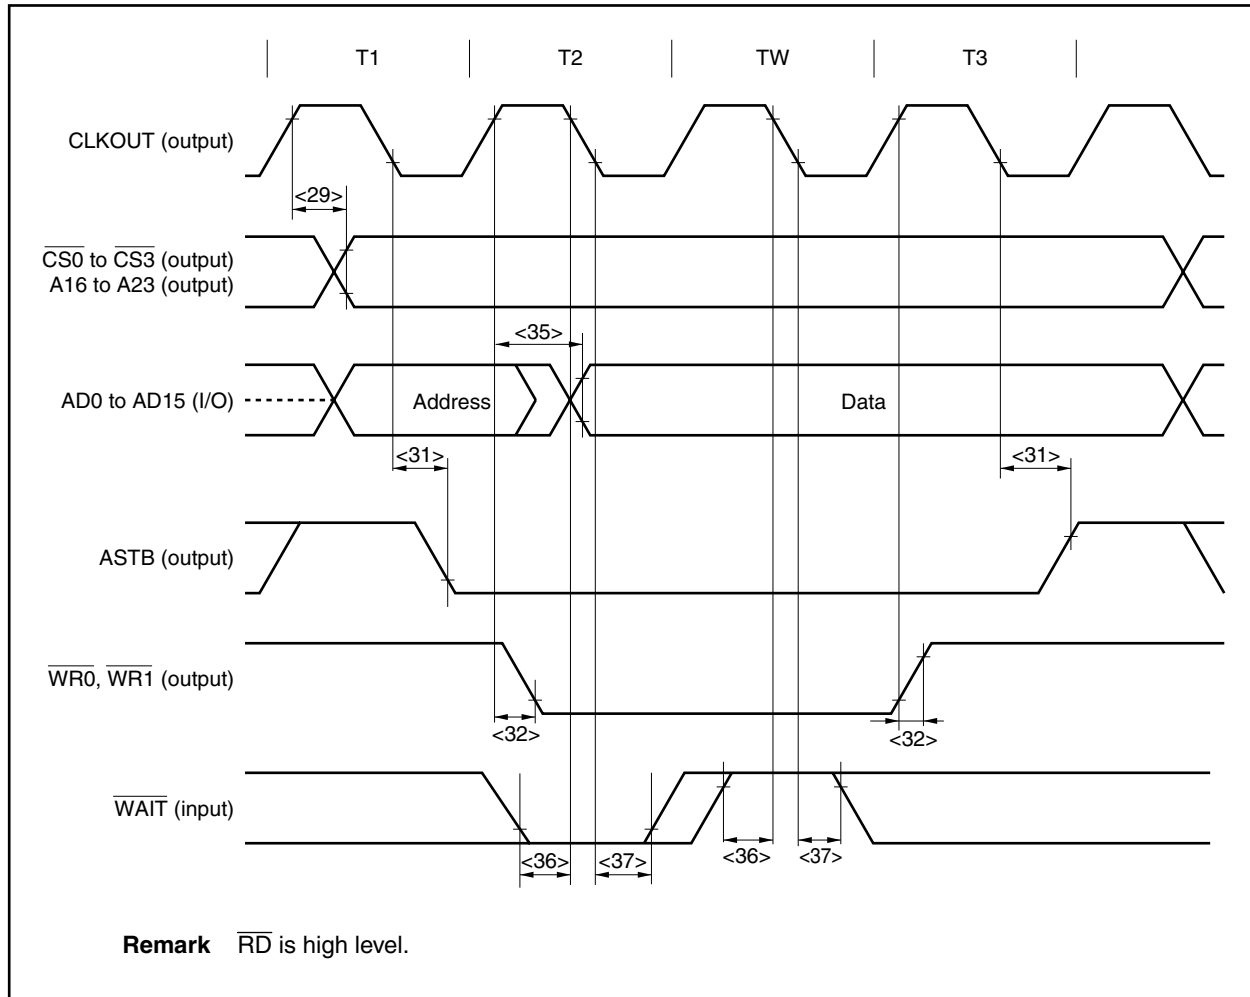 T1 T2 TW T3
CLKOUT (output)
<29>
CS0 to CS3 (output)
A16 to A23 (output)
<35>
AD0 to AD15 (I/O)
Address
Data
<31>
<31>
ASTB (output)
WR0, WR1 (output)
<32>
<32>
WAIT (input)
<36>
<37>
<36>
<37>
Remark RD is high level.